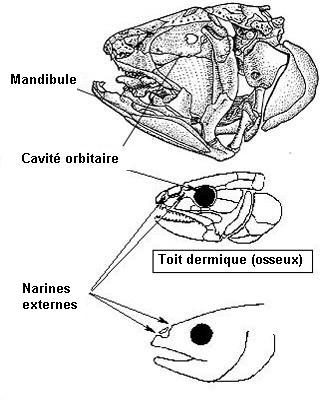 Mandibule
Cavité orbitaire
Toit dermique (osseux)
Narines
externes